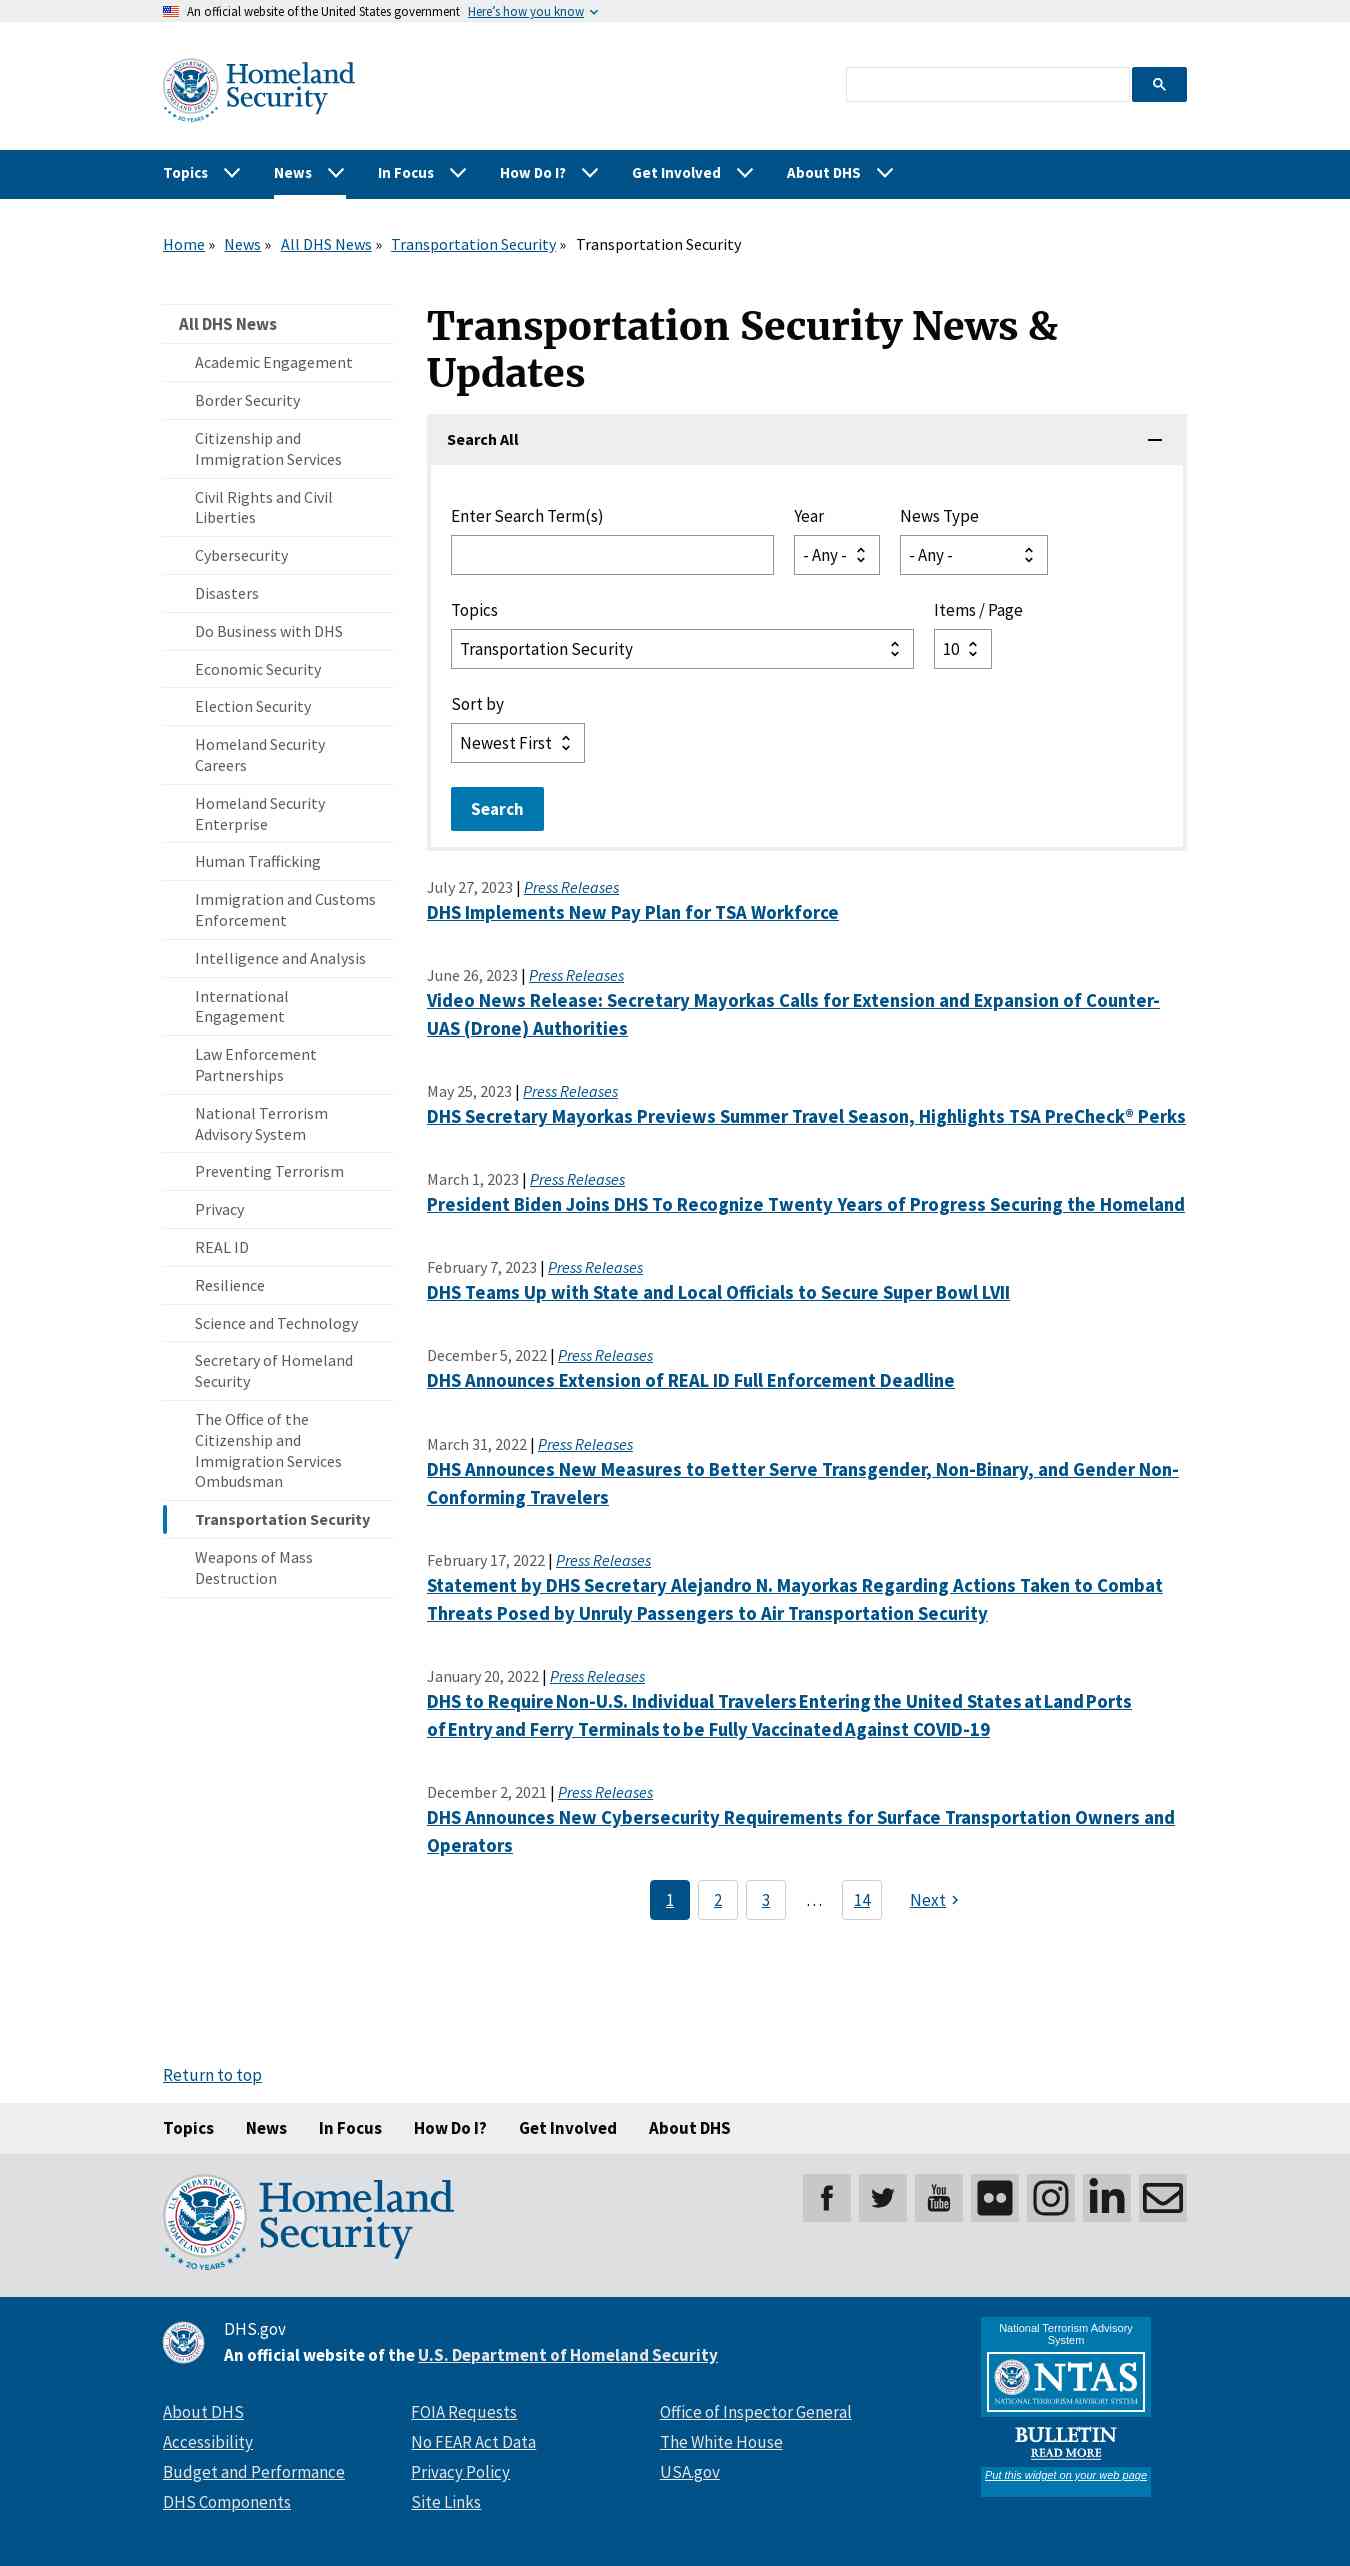 An official website of the United States government Here's how you know
Homeland
Security
20 YEARS
Topics News In Focus How Do I? Get Involved About DHS
Home » News » All DHS News » Transportation Security » Transportation Security
All DHS News
Academic Engagement
Border Security
Citizenship and
Immigration Services
Civil Rights and Civil
Liberties
Cybersecurity
Disasters
Do Business with DHS
Economic Security
Election Security
Homeland Security
Careers
Homeland Security
Enterprise
Human Trafficking
Immigration and Customs
Enforcement
Intelligence and Analysis
International
Engagement
Law Enforcement
Partnerships
National Terrorism
Advisory System
Preventing Terrorism
Privacy
REAL ID
Resilience
Science and Technology
Secretary of Homeland
Security
The Office of the
Citizenship and
Immigration Services
Ombudsman
Transportation Security
Weapons of Mass
Destruction
Transportation Security News &
Updates
Search All
Enter Search Term(s) Year News Type
- Any - - Any -
Topics Items / Page
Transportation Security 10
Sort by
Newest First
Search
July 27, 2023 | Press Releases
DHS Implements New Pay Plan for TSA Workforce
June 26, 2023 | Press Releases
Video News Release: Secretary Mayorkas Calls for Extension and Expansion of Counter-
UAS (Drone) Authorities
May 25, 2023 | Press Releases
DHS Secretary Mayorkas Previews Summer Travel Season, Highlights TSA PreCheck® Perks
March 1, 2023 | Press Releases
President Biden Joins DHS To Recognize Twenty Years of Progress Securing the Homeland
February 7, 2023 | Press Releases
DHS Teams Up with State and Local Officials to Secure Super Bowl LVII
December 5, 2022 | Press Releases
DHS Announces Extension of REAL ID Full Enforcement Deadline
March 31, 2022 | Press Releases
DHS Announces New Measures to Better Serve Transgender, Non-Binary, and Gender Non-
Conforming Travelers
February 17, 2022 | Press Releases
Statement by DHS Secretary Alejandro N. Mayorkas Regarding Actions Taken to Combat
Threats Posed by Unruly Passengers to Air Transportation Security
January 20, 2022 | Press Releases
DHS to Require Non-U.S. Individual Travelers Entering the United States at Land Ports
of Entry and Ferry Terminals to be Fully Vaccinated Against COVID-19
December 2, 2021 | Press Releases
DHS Announces New Cybersecurity Requirements for Surface Transportation Owners and
Operators
1 2 3 … 14 Next
Return to top
Topics News In Focus How Do I? Get Involved About DHS
U.S. DEPARTMENT OF
HOMELAND SECURITY
20 YEARS
Homeland
Security
You
Tube
in
DHS.gov
An official website of the U.S. Department of Homeland Security
About DHS FOIA Requests Office of Inspector General
Accessibility No FEAR Act Data The White House
Budget and Performance Privacy Policy USA.gov
DHS Components Site Links
National Terrorism Advisory
System
NTAS
NATIONAL TERRORISM ADVISORY SYSTEM
BULLETIN
READ MORE
Put this widget on your web page